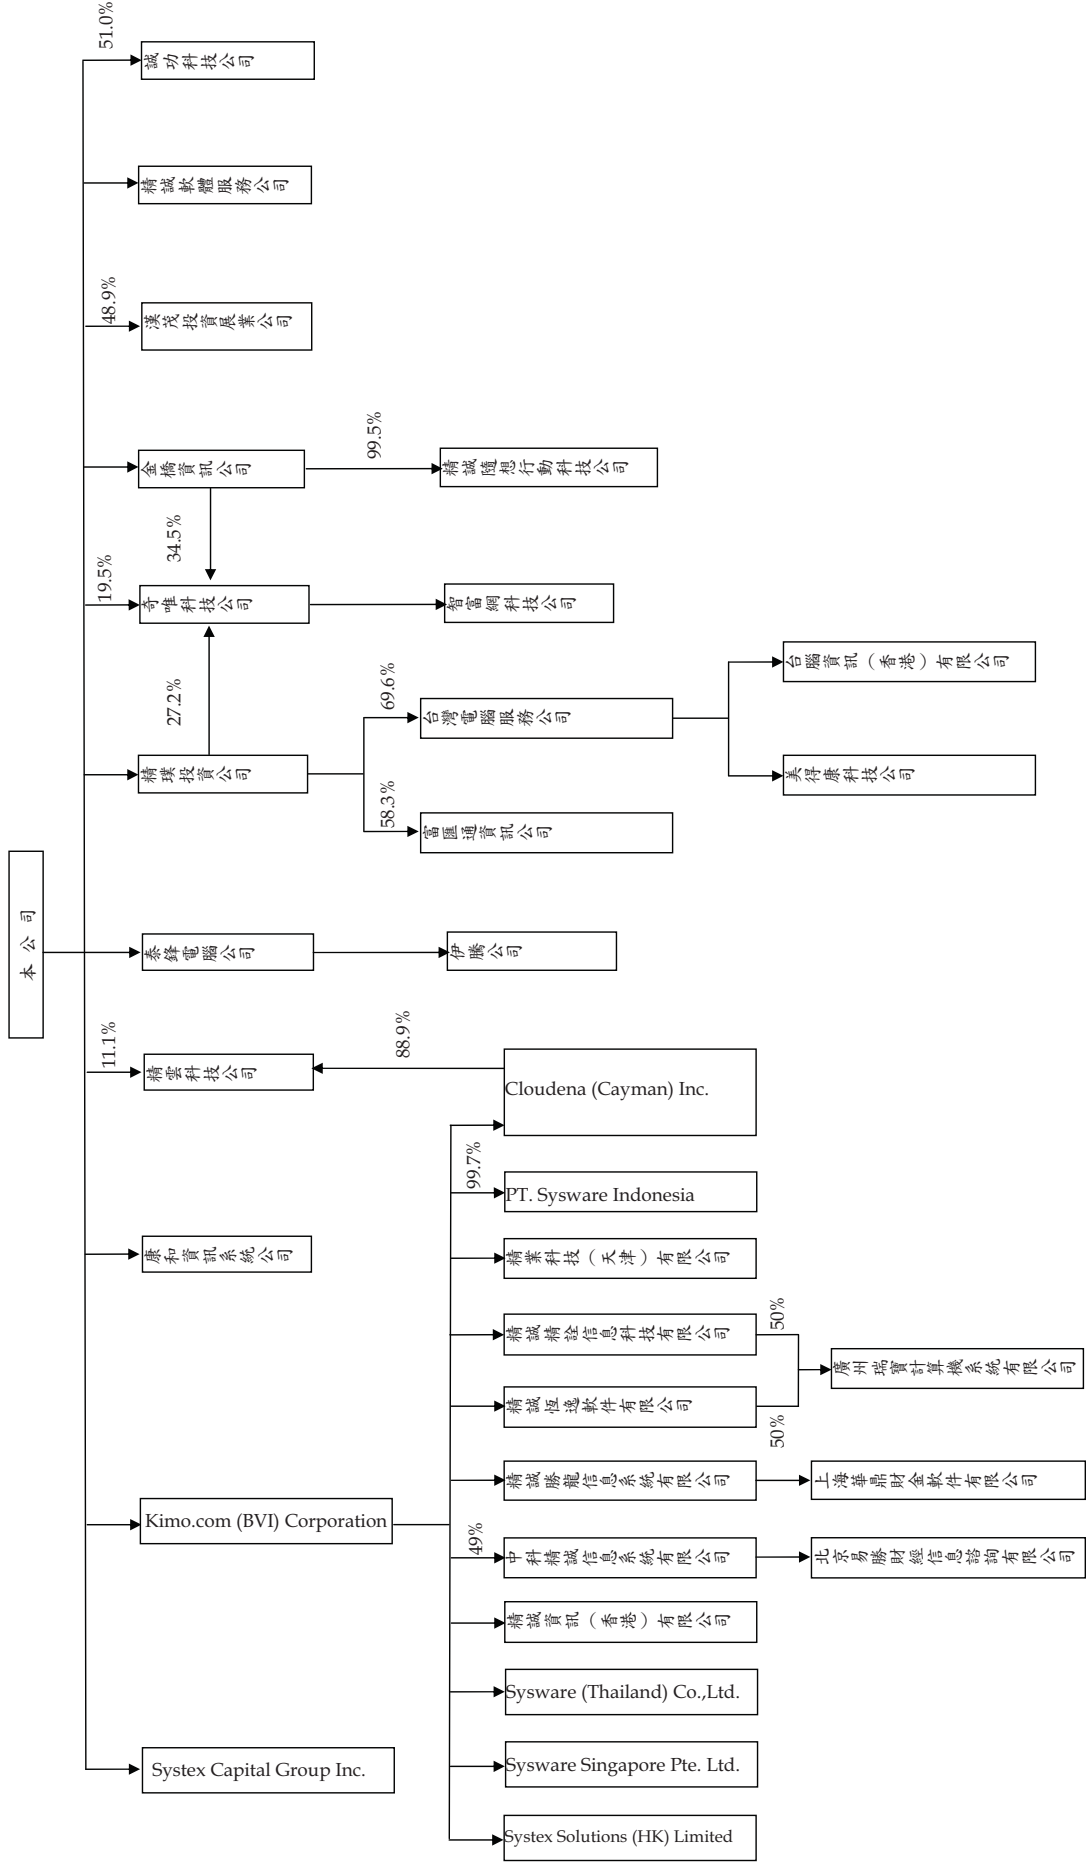 本公司
51.0%
誠功科技公司
精誠軟體服務公司
48.9%
漢茂投資展業公司
金橋資訊公司
99.5%
精誠隨想行動科技公司
34.5%
19.5%
奇唯科技公司
智富網科技公司
27.2%
精璞投資公司
69.6%
台灣電腦服務公司
台腦資訊（香港）有限公司
美得康科技公司
58.3%
富匯通資訊公司
泰鋒電腦公司
伊騰公司
11.1%
精雲科技公司
88.9%
Cloudena (Cayman) Inc.
99.7%
PT. Sysware Indonesia
康和資訊系統公司
精業科技（天津）有限公司
精誠精詮信息科技有限公司
50%
廣州瑞寶計算機系統有限公司
精誠恆逸軟件有限公司
50%
精誠勝龍信息系統有限公司
上海華鼎財金軟件有限公司
Kimo.com (BVI) Corporation
49%
中科精誠信息系統有限公司
北京易勝財經信息諮詢有限公司
精誠資訊（香港）有限公司
Sysware (Thailand) Co.,Ltd.
Systex Capital Group Inc.
Sysware Singapore Pte. Ltd.
Systex Solutions (HK) Limited